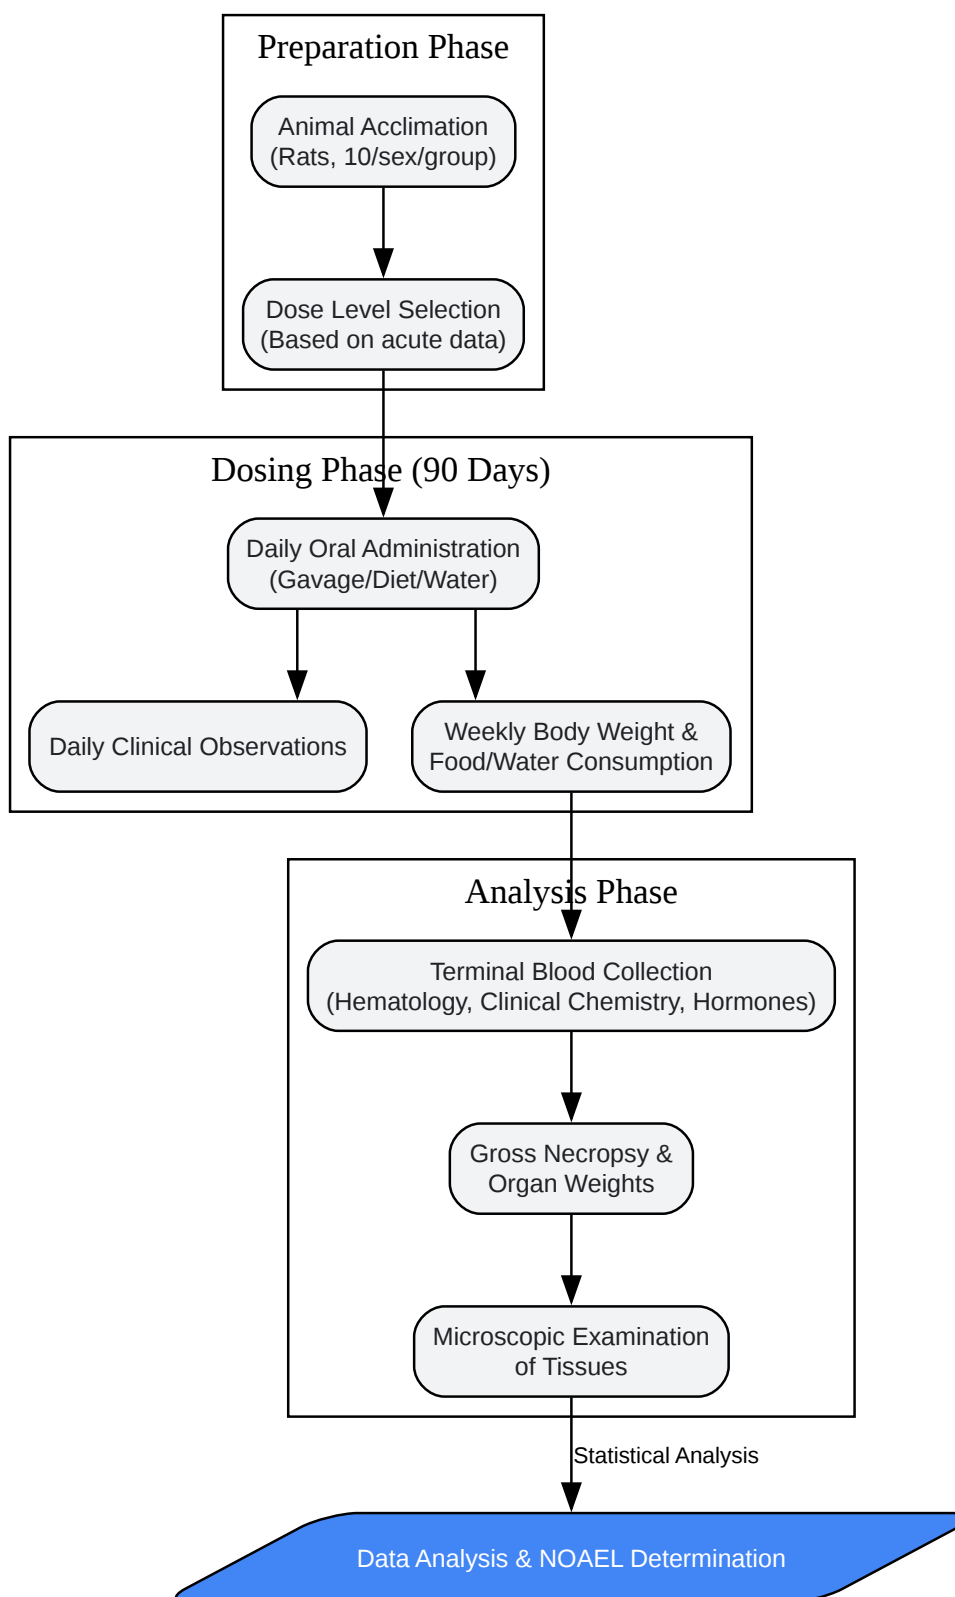 Preparation Phase
Animal Acclimation
(Rats, 10/sex/group)
Dose Level Selection
(Based on acute data)
Dosing Phase (90 Days)
Daily Oral Administration
(Gavage/Diet/Water)
Daily Clinical Observations
Weekly Body Weight &
Food/Water Consumption
Analysis Phase
Terminal Blood Collection
(Hematology, Clinical Chemistry, Hormones)
Gross Necropsy &
Organ Weights
Microscopic Examination
of Tissues
Statistical Analysis
Data Analysis & NOAEL Determination